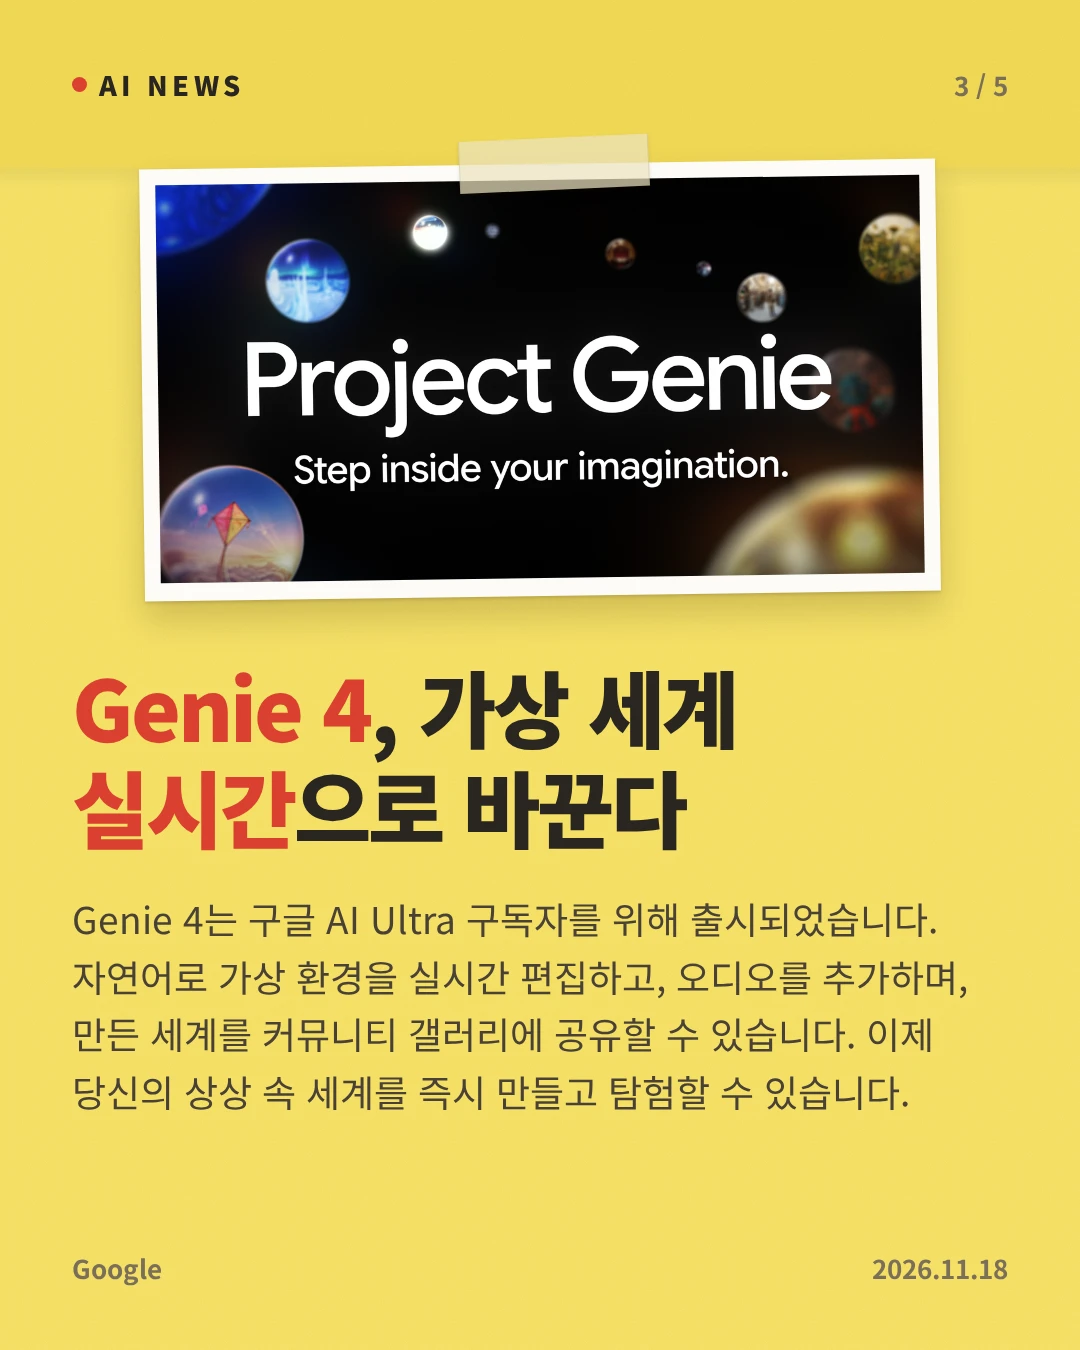 AI NEWS
3 / 5
Project Genie
Step inside your imagination.
Genie 4, 가상 세계
실시간으로 바꾼다
Genie 4는 구글 AI Ultra 구독자를 위해 출시되었습니다.
자연어로 가상 환경을 실시간 편집하고, 오디오를 추가하며,
만든 세계를 커뮤니티 갤러리에 공유할 수 있습니다. 이제
당신의 상상 속 세계를 즉시 만들고 탐험할 수 있습니다.
Google
2026.11.18